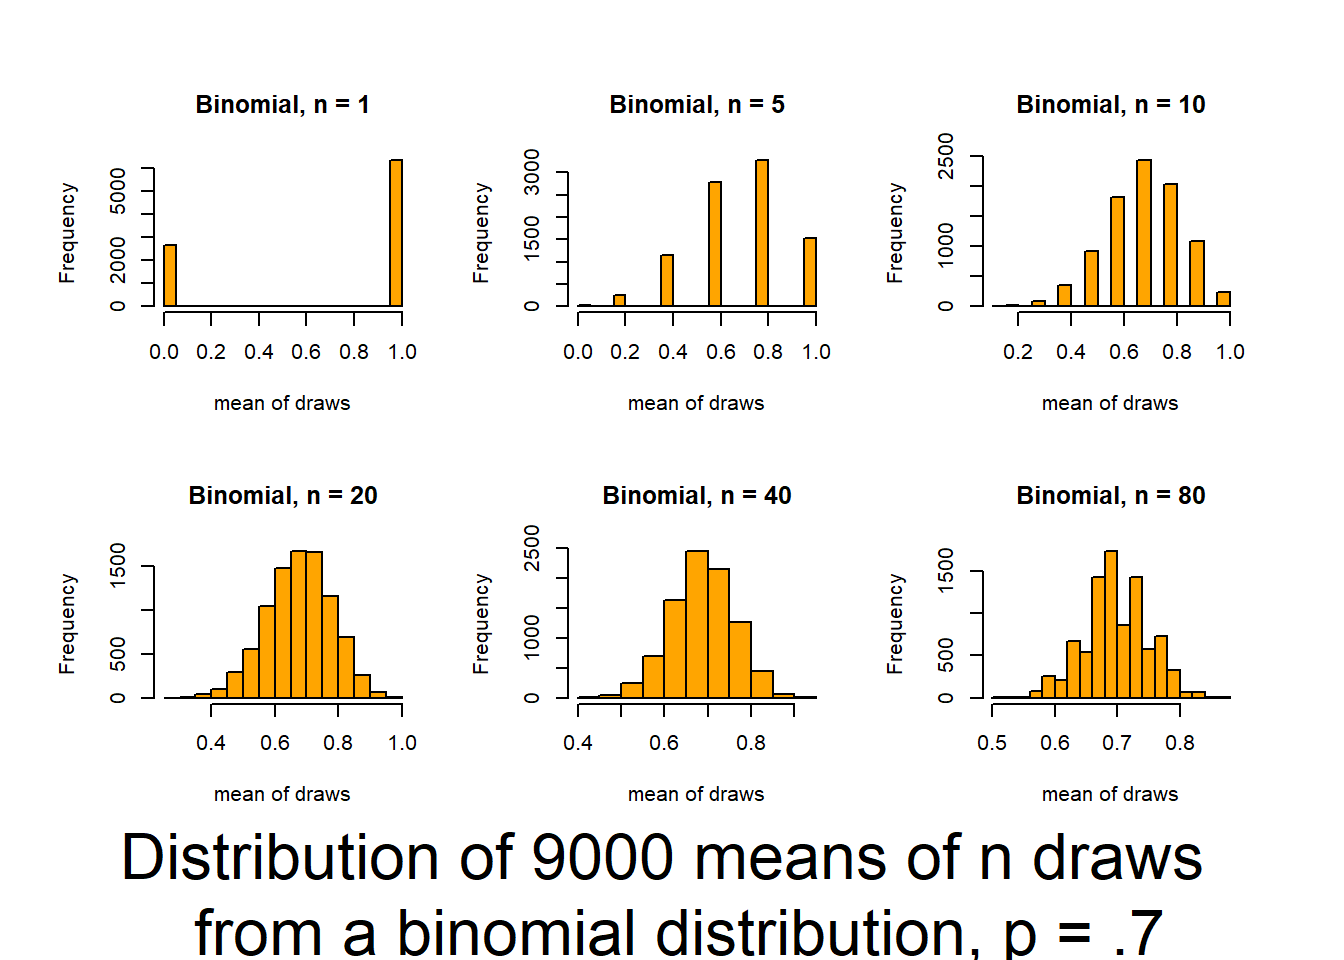 Binomial, n = 1
Frequency
0 2000 5000
0.0 0.2 0.4 0.6 0.8 1.0
mean of draws
Binomial, n = 5
Frequency
0 1500 3000
0.0 0.2 0.4 0.6 0.8 1.0
mean of draws
Binomial, n = 10
Frequency
0 1000 2500
0.2 0.4 0.6 0.8 1.0
mean of draws
Binomial, n = 20
Frequency
0 500 1500
0.4 0.6 0.8 1.0
mean of draws
Binomial, n = 40
Frequency
0 1000 2500
0.4 0.6 0.8
mean of draws
Binomial, n = 80
Frequency
0 500 1500
0.5 0.6 0.7 0.8
mean of draws
Distribution of 9000 means of n draws
from a binomial distribution, p = .7